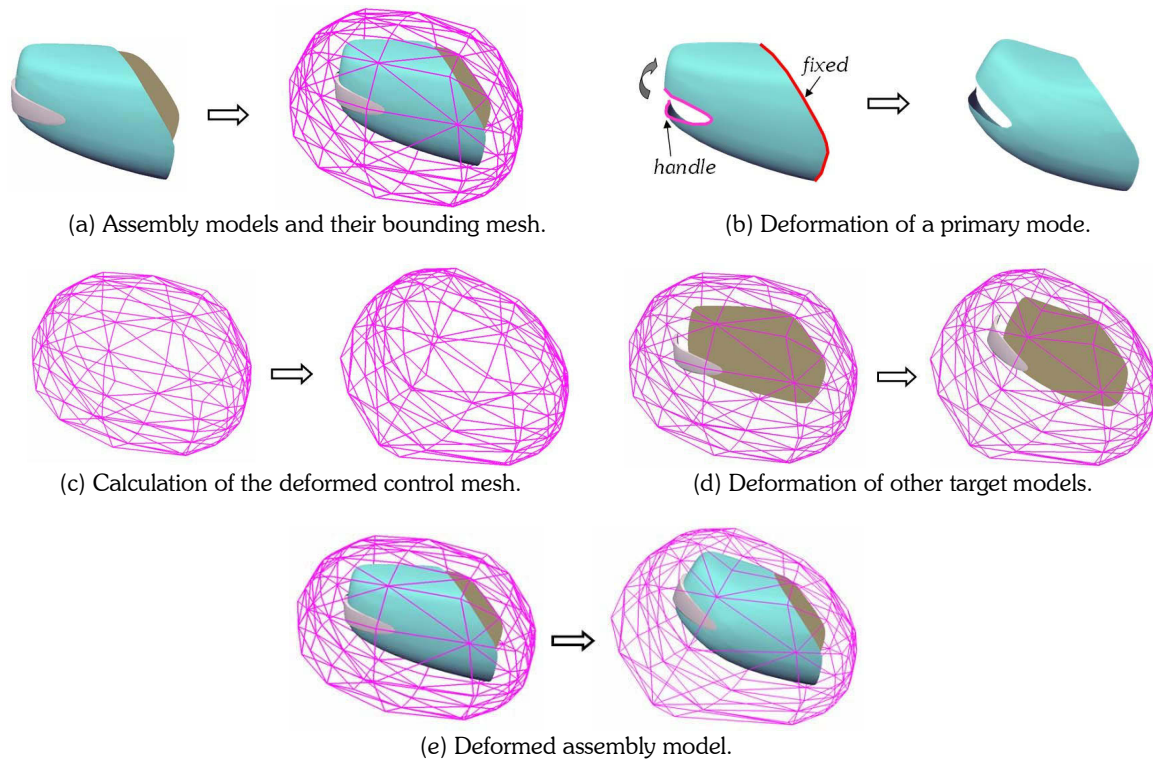 fixed
handle
(a) Assembly models and their bounding mesh.
(b) Deformation of a primary mode.
(c) Calculation of the deformed control mesh.
(d) Deformation of other target models.
(e) Deformed assembly model.